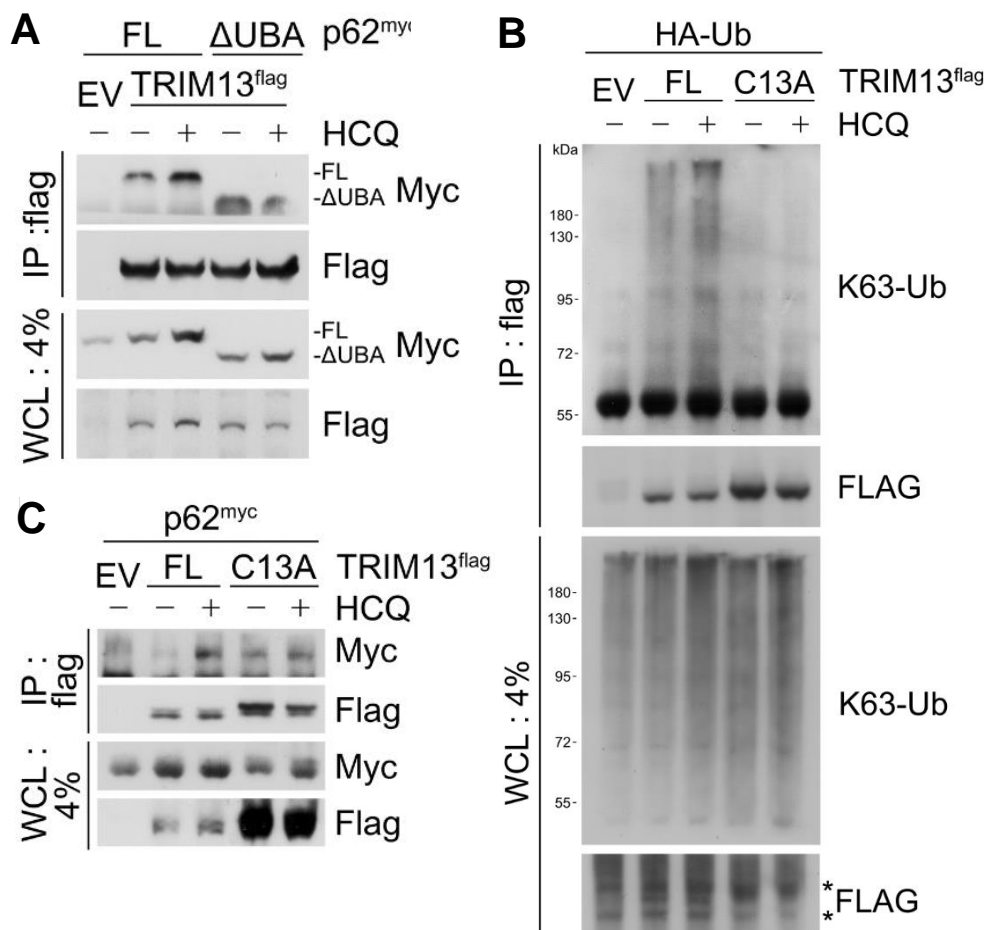 A
FL ΔUBA p62myc
EV TRIM13flag
− − + − + HCQ
IP :flag
-FL
-ΔUBA Myc
Flag
WCL : 4%
-FL
-ΔUBA Myc
Flag
B
HA-Ub
EV FL C13A TRIM13flag
− − + − + HCQ
kDa
IP : flag
180-
130-
95-
72-
55-
K63-Ub
FLAG
WCL : 4%
180-
130-
95-
72-
55-
K63-Ub
*
*
FLAG
C
p62myc
EV FL C13A TRIM13flag
− − + − + HCQ
IP :
flag
Myc
Flag
WCL :
4%
Myc
Flag